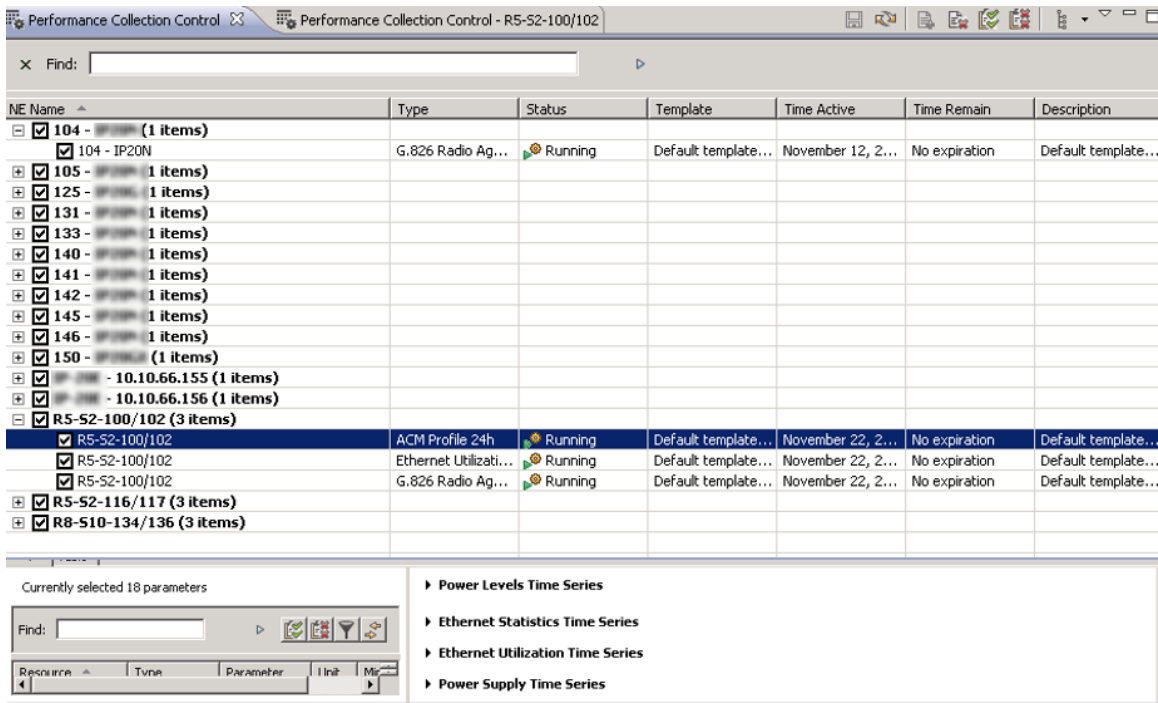 Performance Collection Control Performance Collection Control - R5-S2-100/102
Find:
NE Name Type Status Template Time Active Time Remain Description
104 - (1 items)
104 - IP20N G.826 Radio Ag... Running Default template... November 12, 2... No expiration Default template...
105 - 1 items)
125 - 1 items)
131 - 1 items)
133 - 1 items)
140 - 1 items)
141 - 1 items)
142 - 1 items)
145 - 1 items)
146 - 1 items)
150 - (1 items)
- 10.10.66.155 (1 items)
- 10.10.66.156 (1 items)
R5-S2-100/102 (3 items)
R5-S2-100/102 ACM Profile 24h Running Default template... November 22, 2... No expiration Default template...
R5-S2-100/102 Ethernet Utilizati... Running Default template... November 22, 2... No expiration Default template...
R5-S2-100/102 G.826 Radio Ag... Running Default template... November 22, 2... No expiration Default template...
R5-S2-116/117 (3 items)
R8-S10-134/136 (3 items)
Currently selected 18 parameters
Find:
Resource Type Parameter Unit
Power Levels Time Series
Ethernet Statistics Time Series
Ethernet Utilization Time Series
Power Supply Time Series